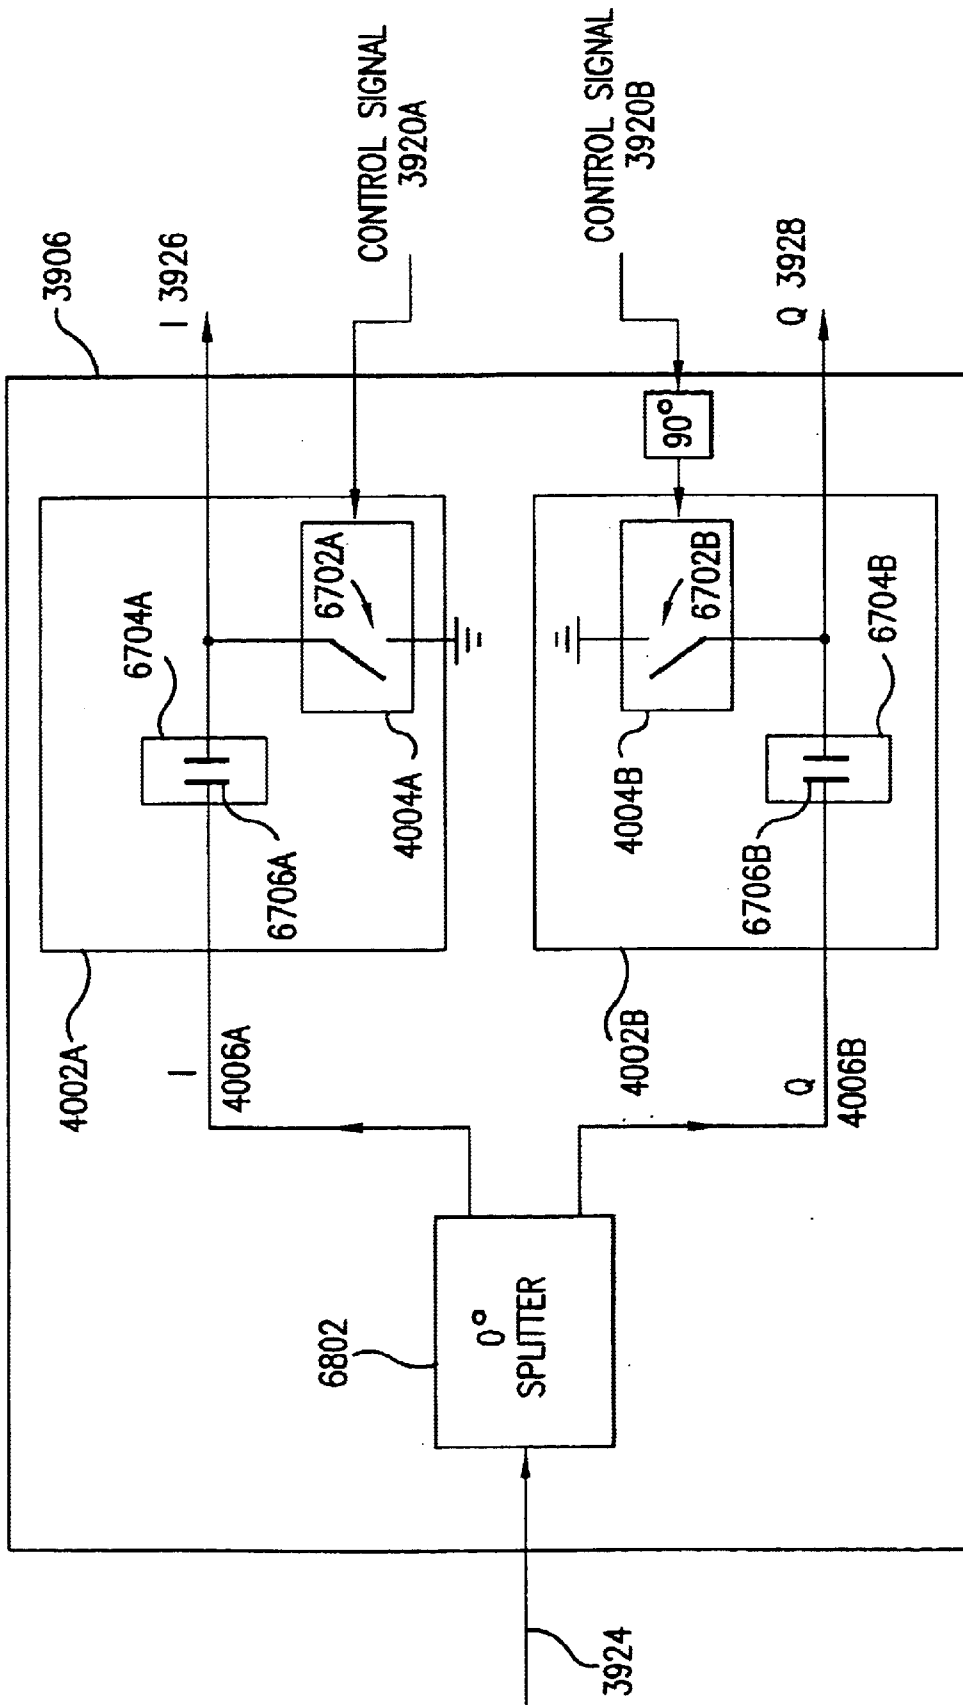 3906
I 3926
CONTROL SIGNAL
3920A
CONTROL SIGNAL
3920B
Q 3928
90°
6704A
6702A
6706A
4004A
4002A
I
4006A
6702B
4004B
6704B
6706B
4002B
Q
4006B
6802
0°
SPLITTER
3924